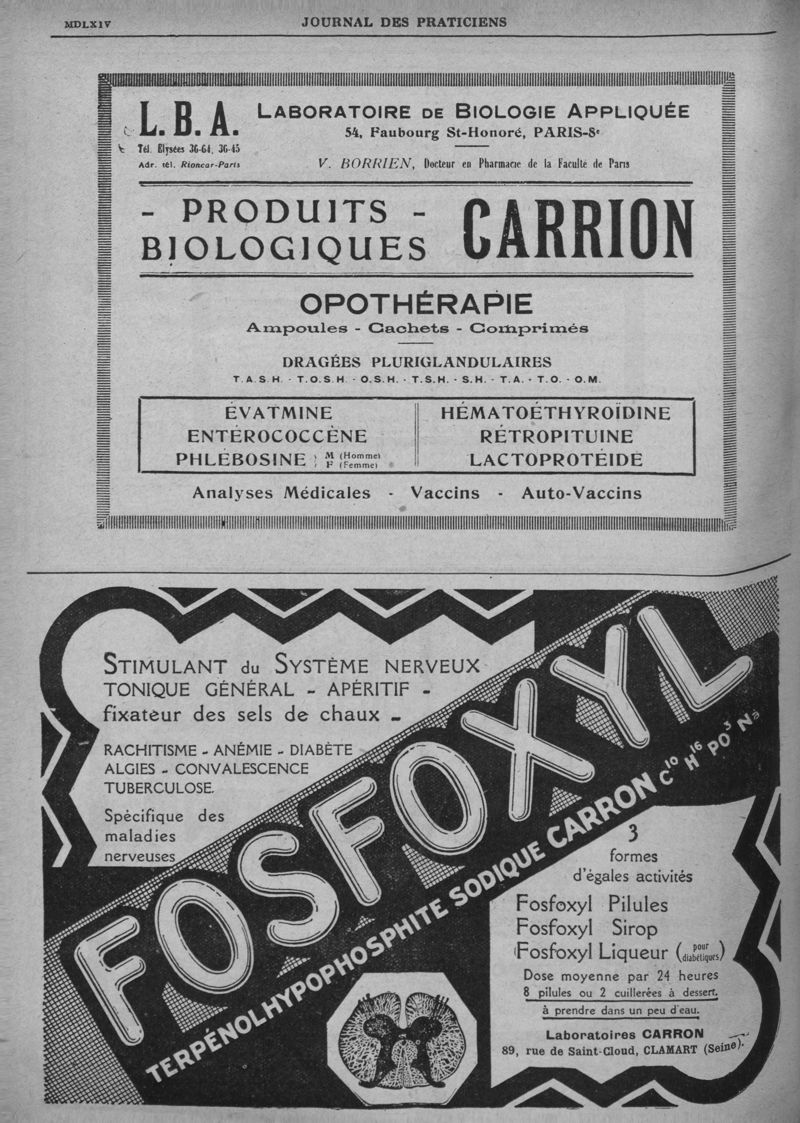 MDLXIV
JOURNAL DES PRATICIENS
L.B.A.
LABORATOIRE DE BIOLOGIE APPLIQUÉE
54, Faubourg St-Honoré, PARIS-8e
Tél. Elysées 36-64, 36-45
Adr. tél. Rioncar-Paris
V. BORRIEN, Docteur en Pharmacie de la Faculté de Paris
- PRODUITS -
BIOLOGIQUES
CARRION
OPOTHÉRAPIE
Ampoules - Cachets - Comprimés
DRAGÉES PLURIGLANDULAIRES
T.A.S.H. - T.O.S.H. - O.S.H. - T.S.H. - S.H. - T.A. - T.O. - O.M.
ÉVATMINE
ENTÉROCOCCÈNE
PHLÉBOSINE M (Homme)
F (Femme)
HÉMATOÉTHYROÏDINE
RÉTROPITUINE
LACTOPROTÉIDE
Analyses Médicales - Vaccins - Auto-Vaccins
STIMULANT du SYSTÈME NERVEUX
TONIQUE GÉNÉRAL - APÉRITIF -
fixateur des sels de chaux -
RACHITISME - ANÉMIE - DIABÈTE
ALGIES - CONVALESCENCE
TUBERCULOSE.
Spécifique des
maladies
nerveuses
FOSFOXYL
TERPÉNOLHYPOPHOSPHITE SODIQUE CARRON C10 H16 PO3 Na
3
formes
d'égales activités
Fosfoxyl Pilules
Fosfoxyl Sirop
Fosfoxyl Liqueur (pour diabétiques)
Dose moyenne par 24 heures
8 pilules ou 2 cuillerées à dessert.
à prendre dans un peu d'eau.
Laboratoires CARRON
89, rue de Saint-Cloud, CLAMART (Seine).